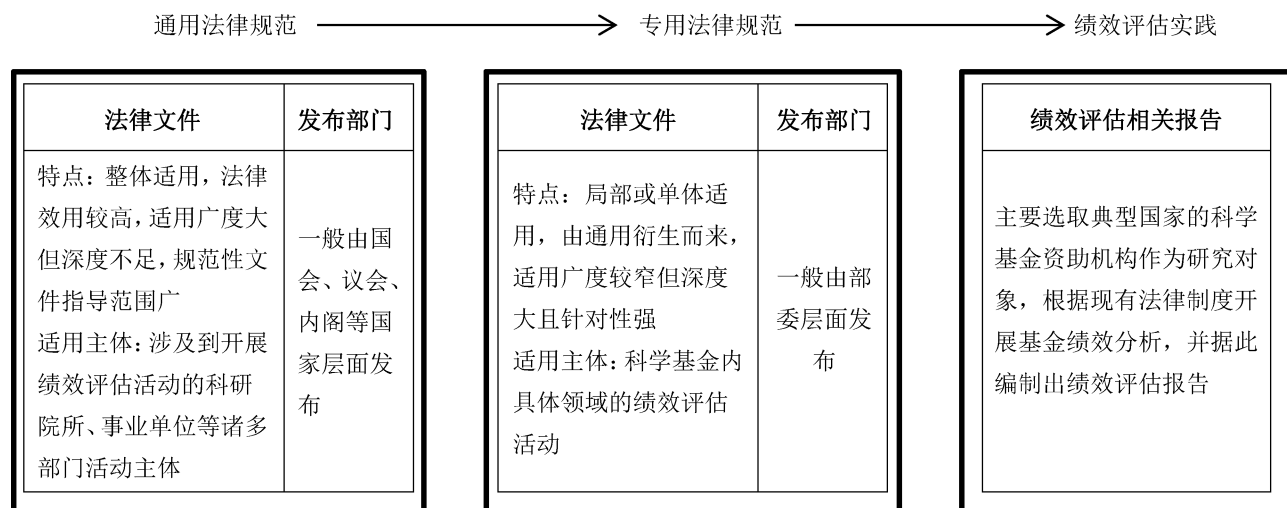 通用法律规范
专用法律规范
绩效评估实践
法律文件
发布部门
特点：整体适用，法律
效用较高，适用广度大
但深度不足，规范性文
件指导范围广
适用主体：涉及到开展
绩效评估活动的科研
院所、事业单位等诸多
部门活动主体
一般由国
会、议会、
内阁等国
家层面发
布
法律文件
发布部门
特点：局部或单体适
用，由通用衍生而来，
适用广度较窄但深度
大且针对性强
适用主体：科学基金内
具体领域的绩效评估
活动
一般由部
委层面发
布
绩效评估相关报告
主要选取典型国家的科学
基金资助机构作为研究对
象，根据现有法律制度开
展基金绩效分析，并据此
编制出绩效评估报告